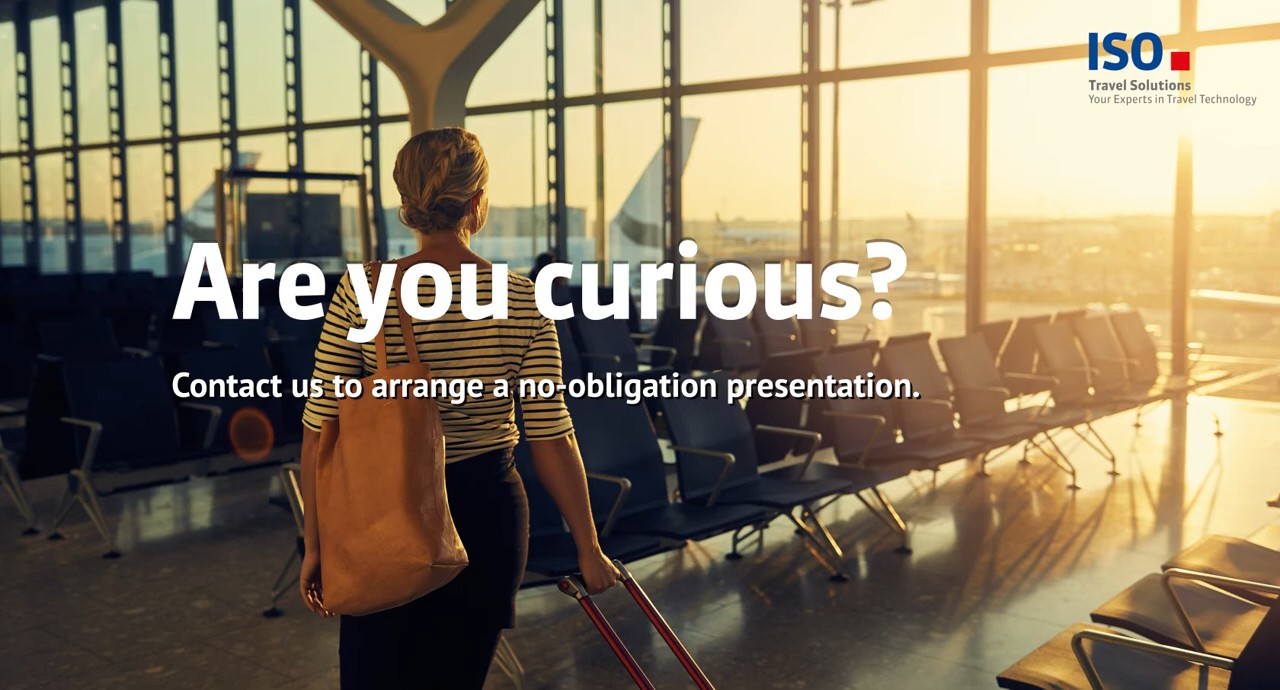 ISO
Travel Solutions
Your Experts in Travel Technology
Are you curious?
Contact us to arrange a no-obligation presentation.